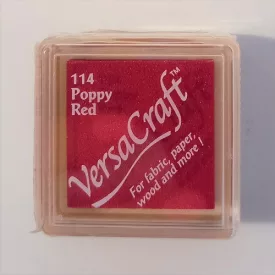 114
Poppy
Red
VersaCraft™
For fabric, paper,
wood and more !